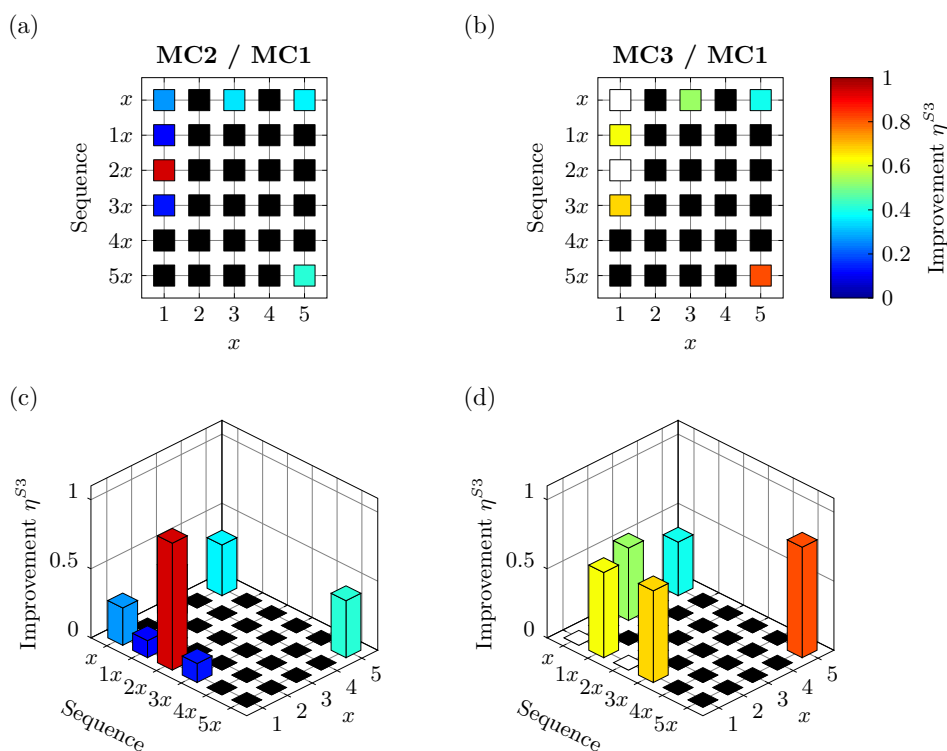 (a)
MC2 / MC1
Sequence
x
1x
2x
3x
4x
5x
1 2 3 4 5
x
(b)
MC3 / MC1
Sequence
x
1x
2x
3x
4x
5x
1 2 3 4 5
x
1
0.8
0.6
0.4
0.2
0
Improvement η^{S3}
(c)
Improvement η^{S3}
1
0.5
0
x
1x
2x
3x
4x
5x
Sequence
1
2
3
4
5
x
(d)
Improvement η^{S3}
1
0.5
0
x
1x
2x
3x
4x
5x
Sequence
1
2
3
4
5
x